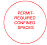 PERMIT-
REQUIRED
CONFINED
SPACES